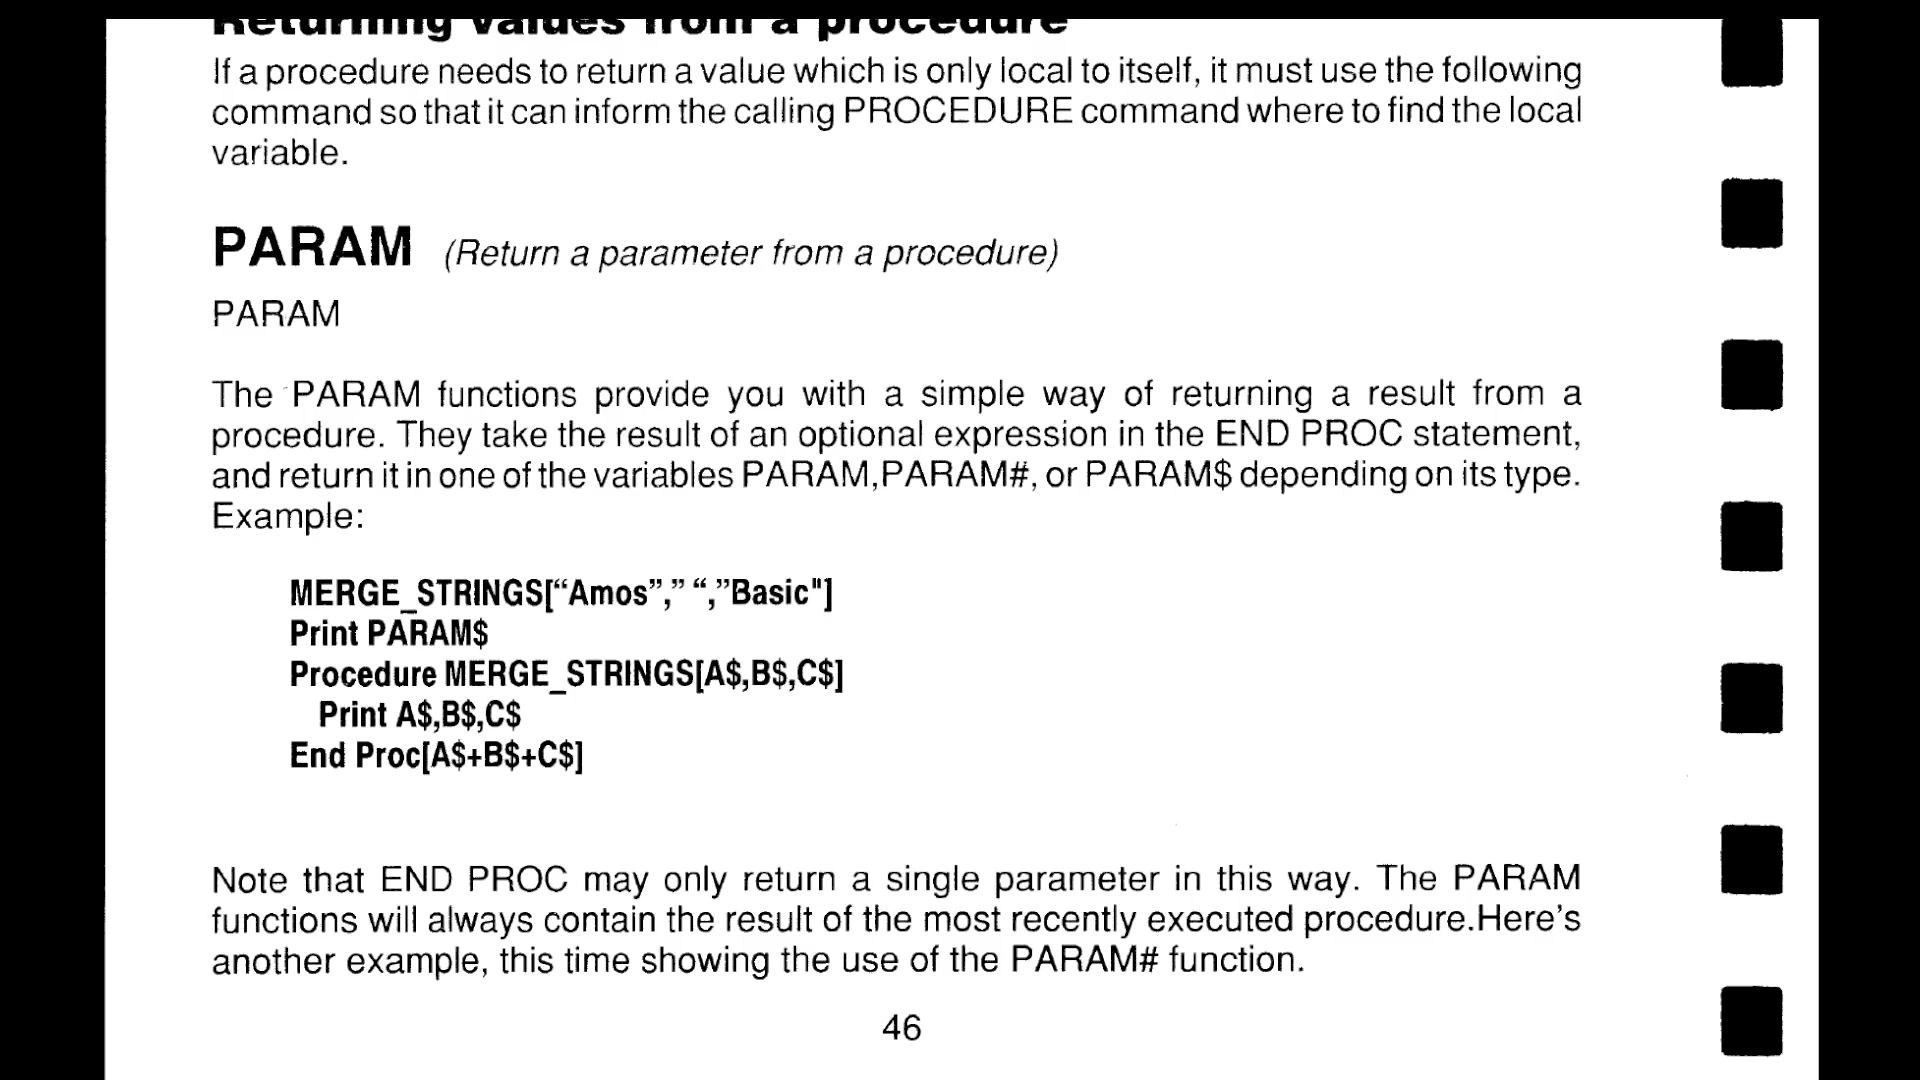 Returning values from a procedure
If a procedure needs to return a value which is only local to itself, it must use the following
command so that it can inform the calling PROCEDURE command where to find the local
variable.
PARAM (Return a parameter from a procedure)
PARAM
The PARAM functions provide you with a simple way of returning a result from a
procedure. They take the result of an optional expression in the END PROC statement,
and return it in one of the variables PARAM,PARAM#, or PARAM$ depending on its type.
Example:
MERGE_STRINGS[“Amos”,” “,”Basic"]
Print PARAM$
Procedure MERGE_STRINGS[A$,B$,C$]
Print A$,B$,C$
End Proc[A$+B$+C$]
Note that END PROC may only return a single parameter in this way. The PARAM
functions will always contain the result of the most recently executed procedure.Here’s
another example, this time showing the use of the PARAM# function.
46